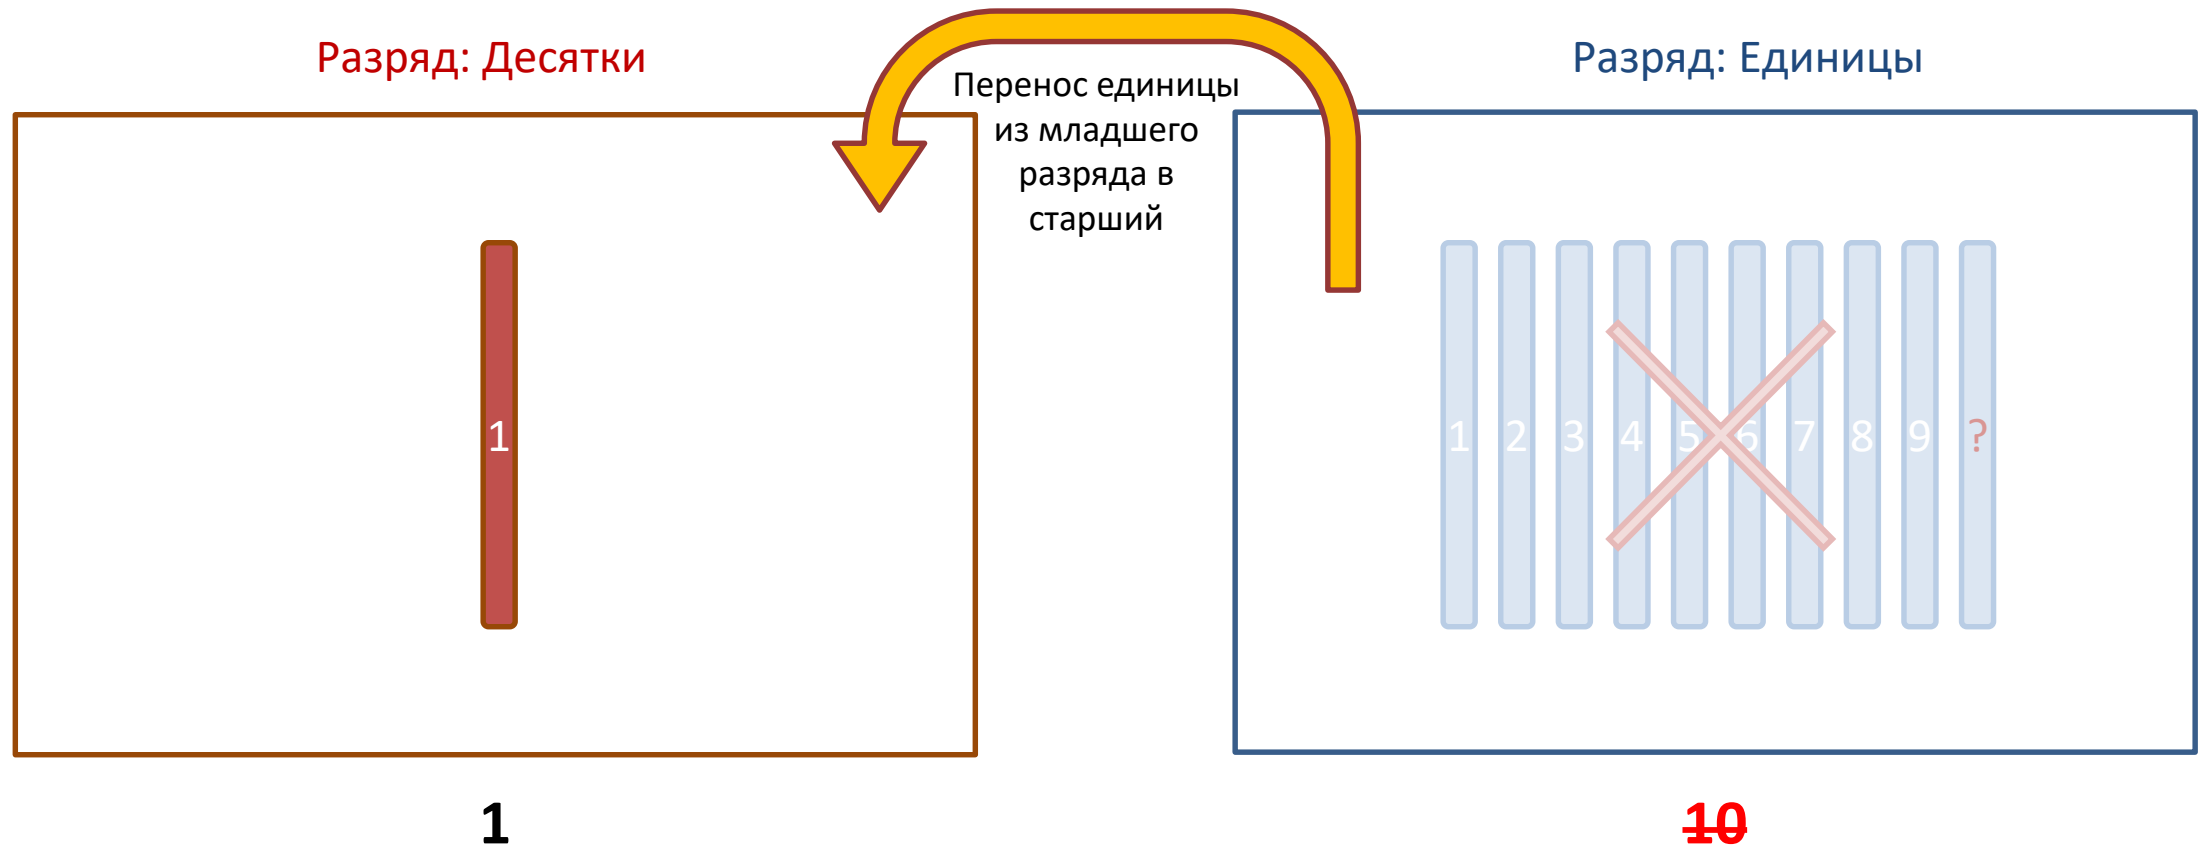 Разряд: Десятки
Перенос единицы
из младшего
разряда в
старший
Разряд: Единицы
1
1 2 3 4 5 6 7 8 9 ?
1
10